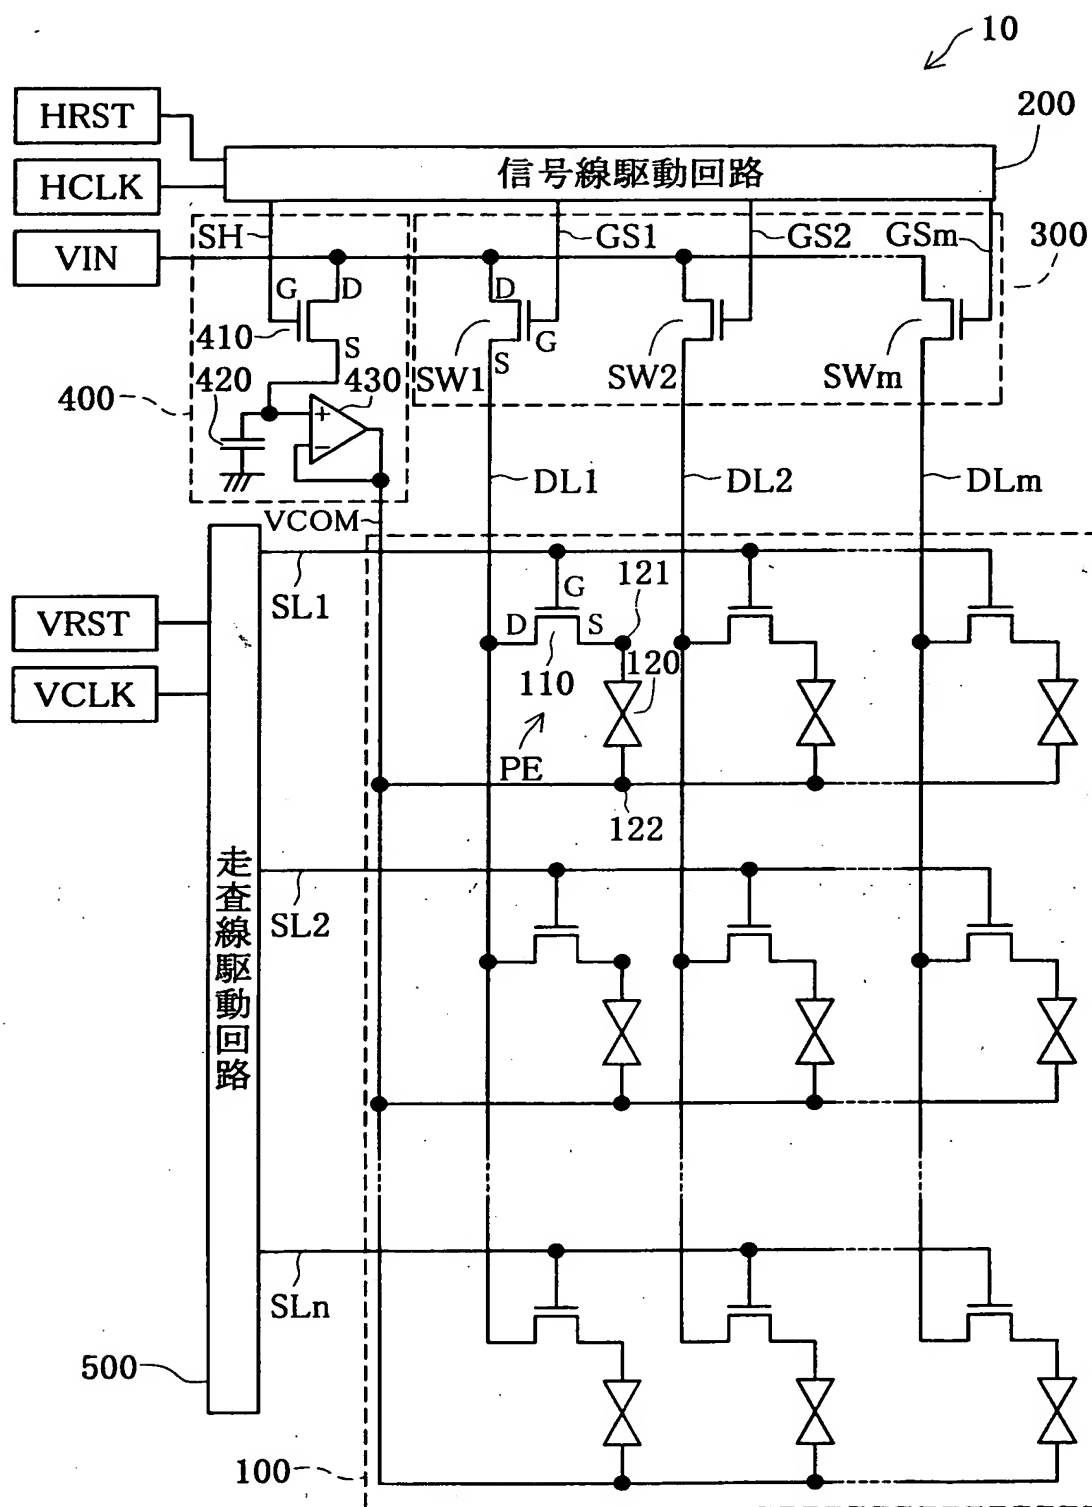 10
HRST
200
HCLK
信号線駆動回路
SH
GS1
GS2
GSm
300
VIN
G
D
D
410
S
S
G
SW1
SW2
SWm
420
430
400
+
−
DL1
DL2
DLm
VCOM
SL1
G
121
D
S
VRST
110
120
VCLK
PE
122
走査線駆動回路
SL2
SLn
500
100